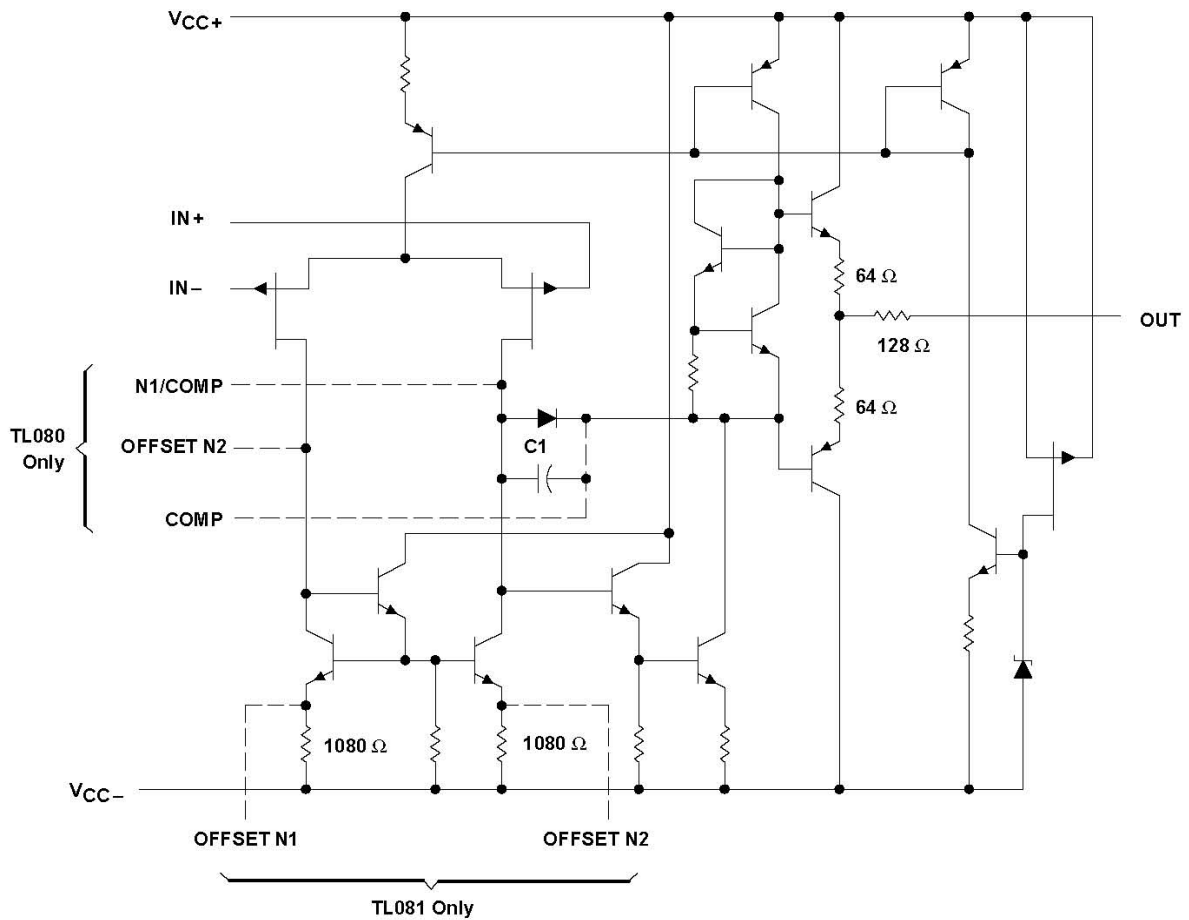 VCC+
IN+
IN−
64 Ω
OUT
128 Ω
N1/COMP
64 Ω
TL080
Only
OFFSET N2
C1
COMP
1080 Ω
1080 Ω
VCC−
OFFSET N1
OFFSET N2
TL081 Only